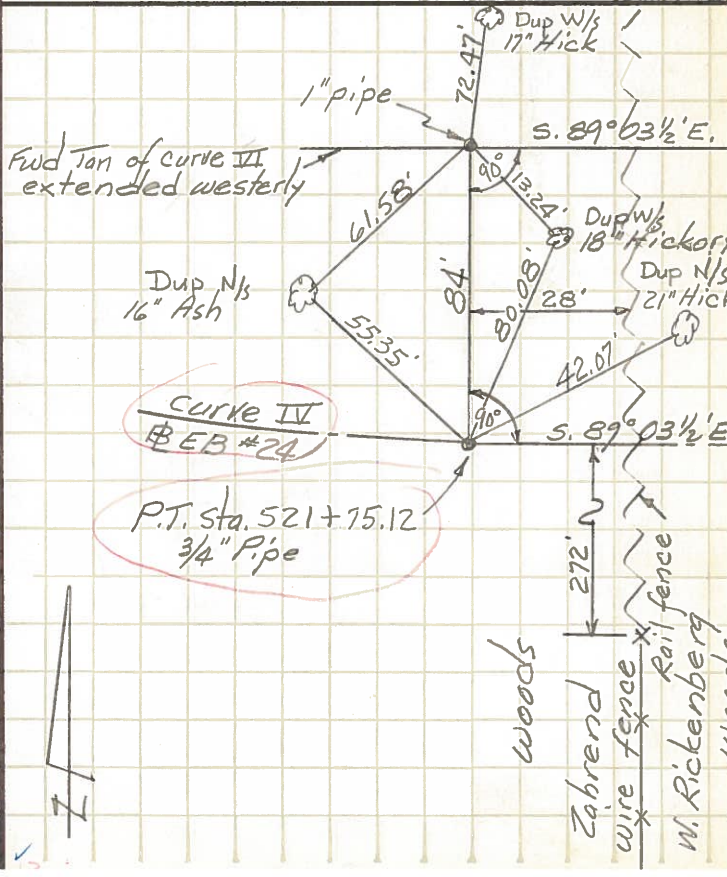 Dup W/s
17" Hick
72.47'
1" pipe
S. 89° 03½' E.
Fwd Tan of curve VI
extended westerly
90°
13.24'
61.58'
Dup W/s
18" Hickory
Dup N/s
21" Hick
Dup N/s
16" Ash
84'
80.08'
28'
55.35'
42.07'
Curve IV
EB #24
90°
S. 89° 03½' E
P.T. Sta. 521+75.12
3/4" Pipe
272'
Rail fence
Woods
Zahrend
wire fence
W. Rickenberg